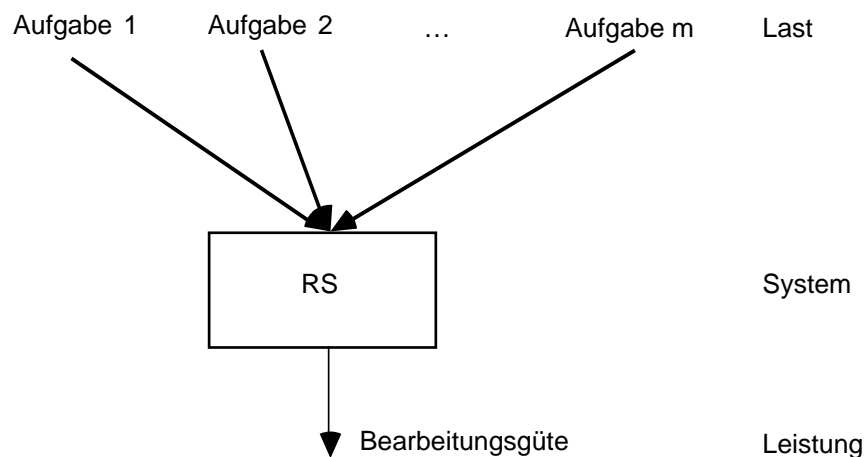 Aufgabe 1 Aufgabe 2 … Aufgabe m Last
RS System
Bearbeitungsgüte Leistung